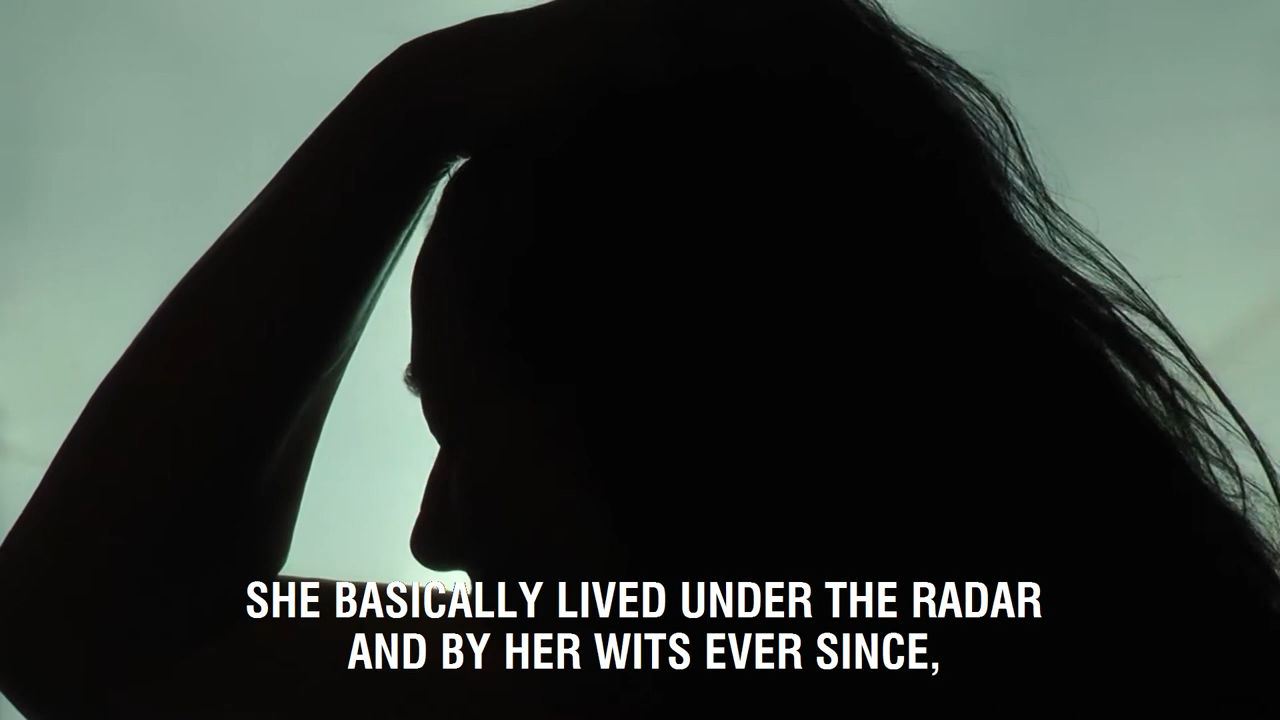 SHE BASICALLY LIVED UNDER THE RADAR
AND BY HER WITS EVER SINCE,